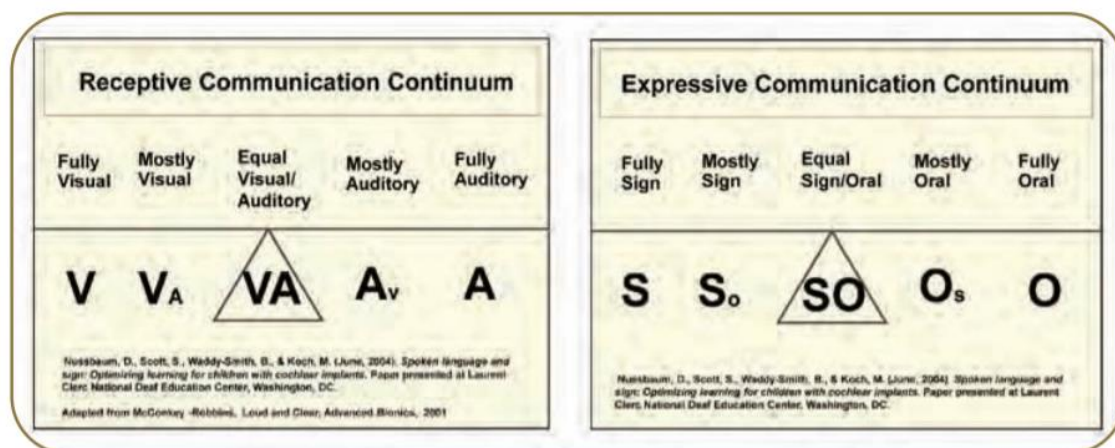 Receptive Communication Continuum
Fully Visual
Mostly Visual
Equal Visual/ Auditory
Mostly Auditory
Fully Auditory
V VA VA AV A
Nussbaum, D., Scott, S., Waddy-Smith, B., & Koch, M. (June, 2004). Spoken language and
sign: Optimizing learning for children with cochlear implants. Paper presented at Laurent
Clerc National Deaf Education Center, Washington, DC.
Adapted from McConkey -Robbins, Loud and Clear, Advanced Bionics, 2001
Expressive Communication Continuum
Fully Sign
Mostly Sign
Equal Sign/Oral
Mostly Oral
Fully Oral
S So SO Os O
Nussbaum, D., Scott, S., Waddy-Smith, B., & Koch, M. (June, 2004). Spoken language and
sign: Optimizing learning for children with cochlear implants. Paper presented at Laurent
Clerc National Deaf Education Center, Washington, DC.